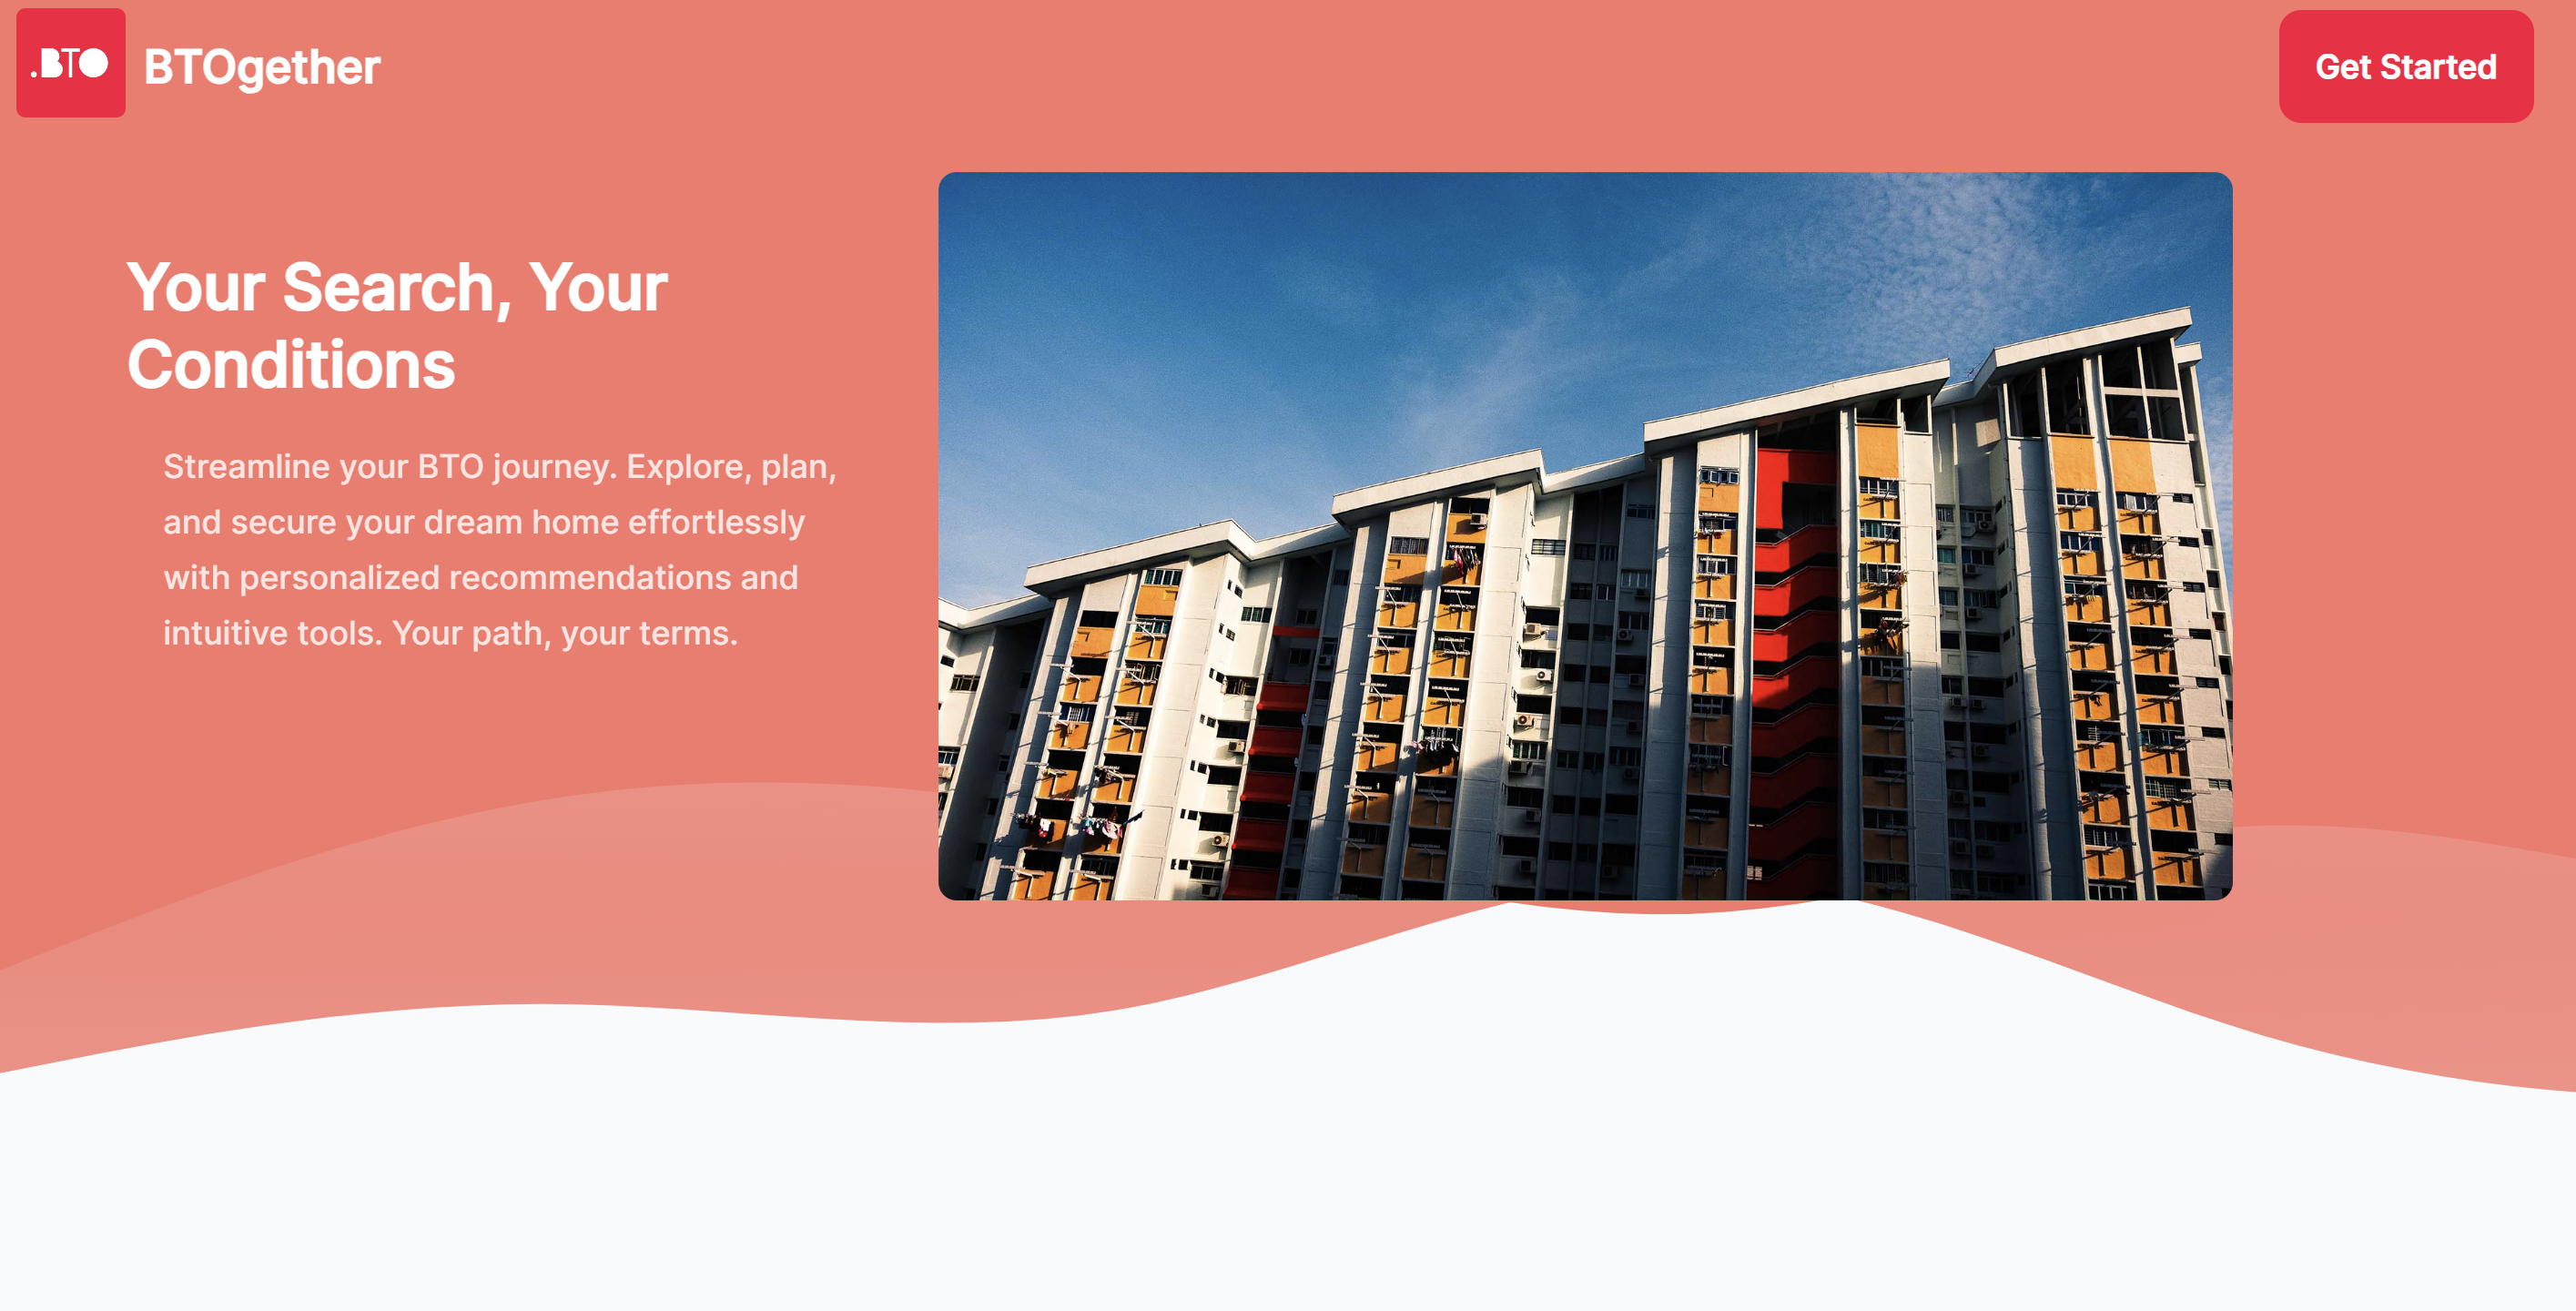 .BTO
BTOgether
Get Started
Your Search, Your
Conditions
Streamline your BTO journey. Explore, plan,
and secure your dream home effortlessly
with personalized recommendations and
intuitive tools. Your path, your terms.